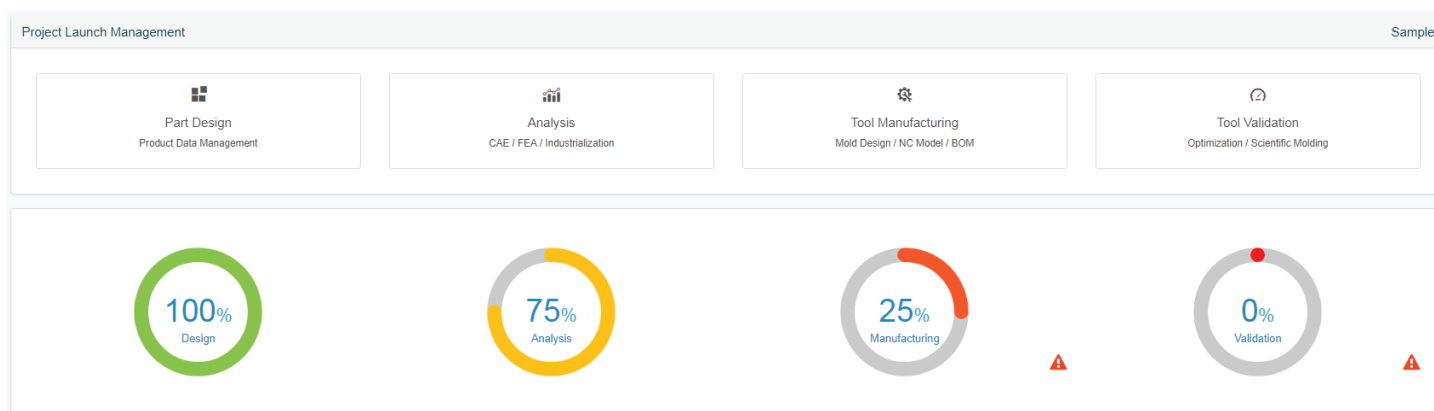 Project Launch Management
Sample
Part Design
Product Data Management
Analysis
CAE / FEA / Industrialization
Tool Manufacturing
Mold Design / NC Model / BOM
Tool Validation
Optimization / Scientific Molding
100%
Design
75%
Analysis
25%
Manufacturing
0%
Validation